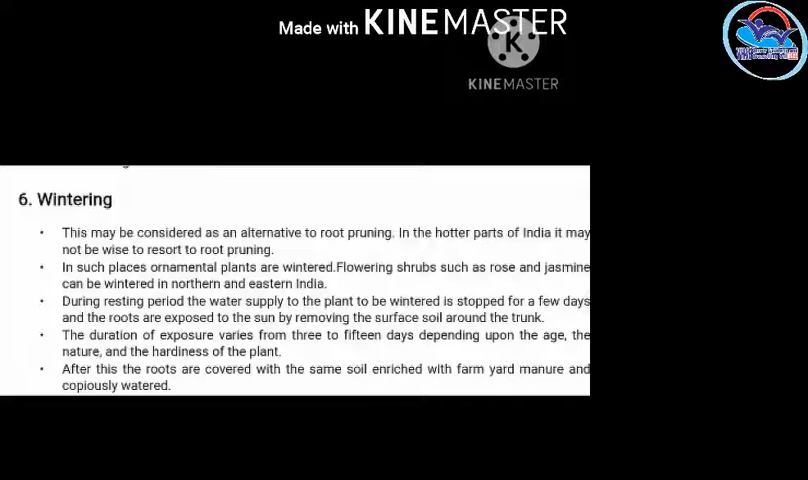 Made with KINEMASTER
K
KINEMASTER
6. Wintering
• This may be considered as an alternative to root pruning. In the hotter parts of India it may
not be wise to resort to root pruning.
• In such places ornamental plants are wintered.Flowering shrubs such as rose and jasmine
can be wintered in northern and eastern India.
• During resting period the water supply to the plant to be wintered is stopped for a few days
and the roots are exposed to the sun by removing the surface soil around the trunk.
• The duration of exposure varies from three to fifteen days depending upon the age, the
nature, and the hardiness of the plant.
• After this the roots are covered with the same soil enriched with farm yard manure and
copiously watered.